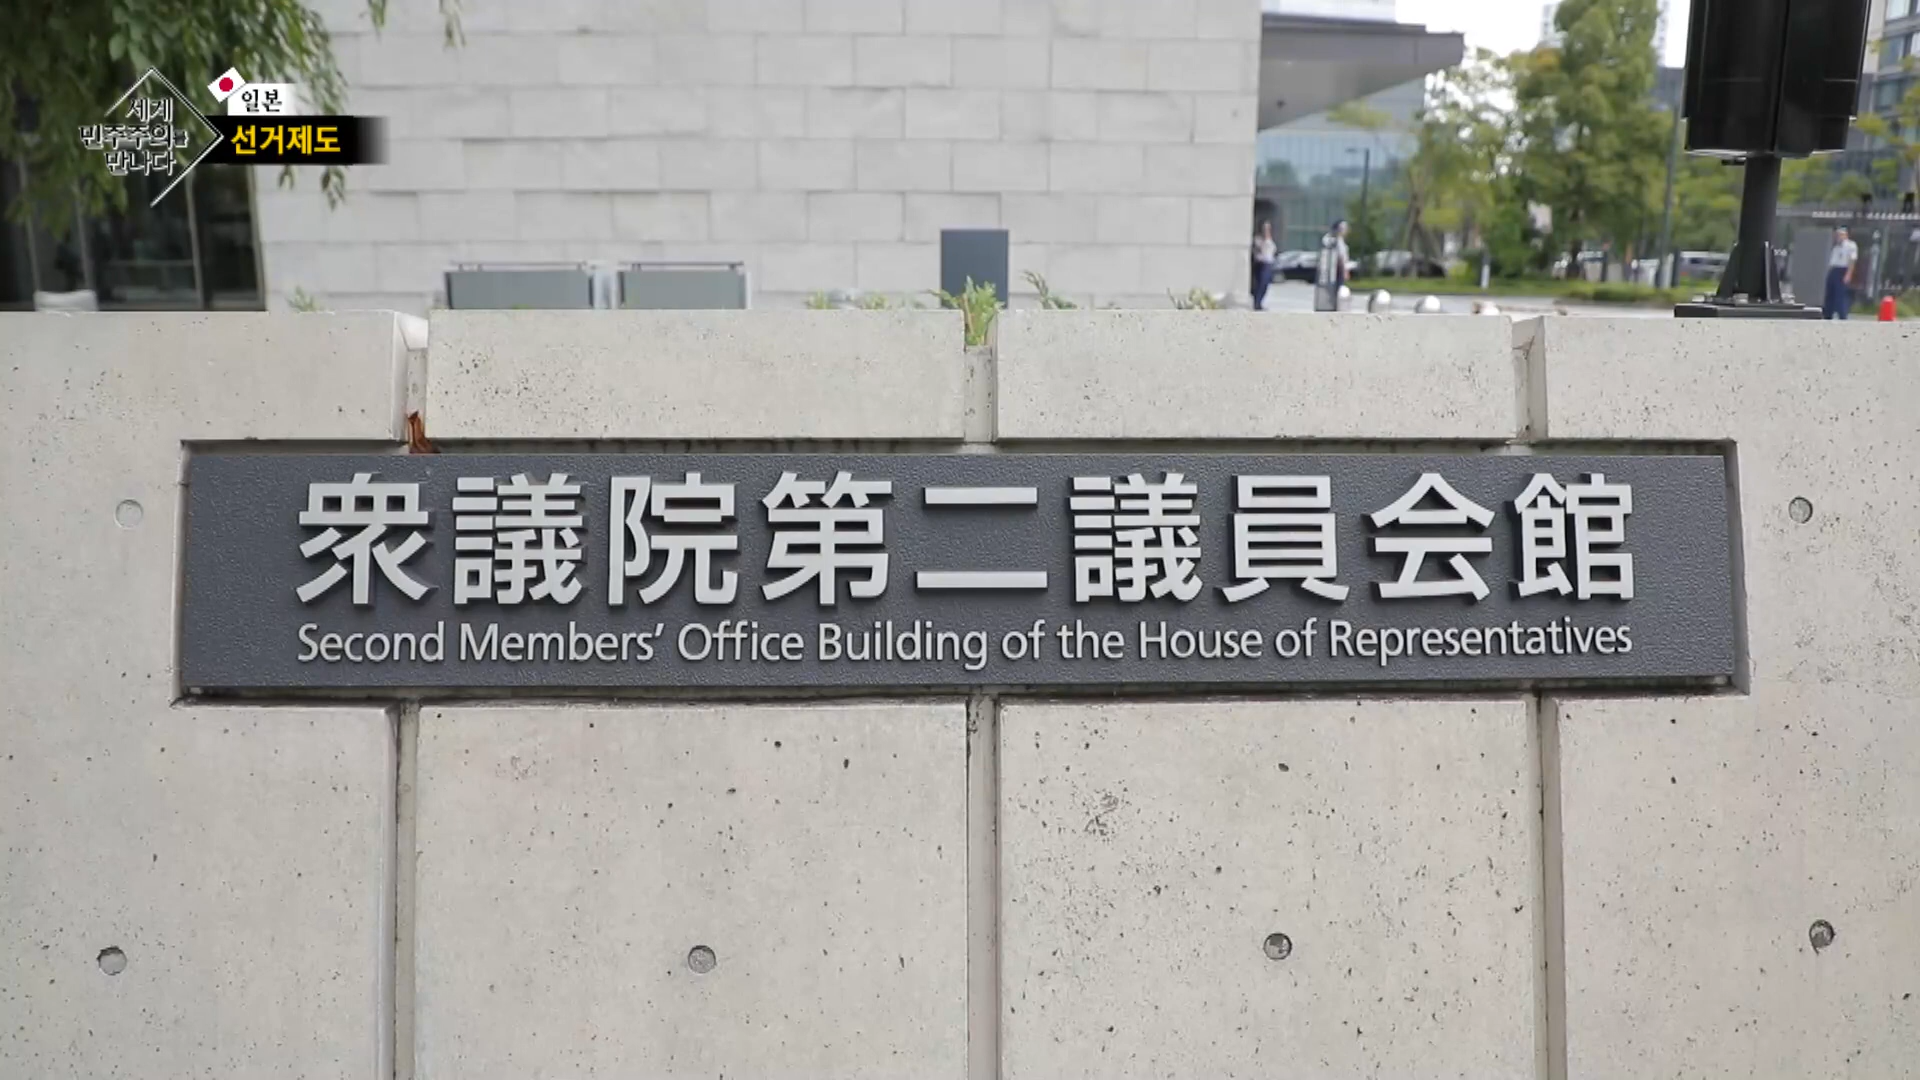 세계
민주주의를
만나다
일본
선거제도
衆議院第二議員会館
Second Members’ Office Building of the House of Representatives